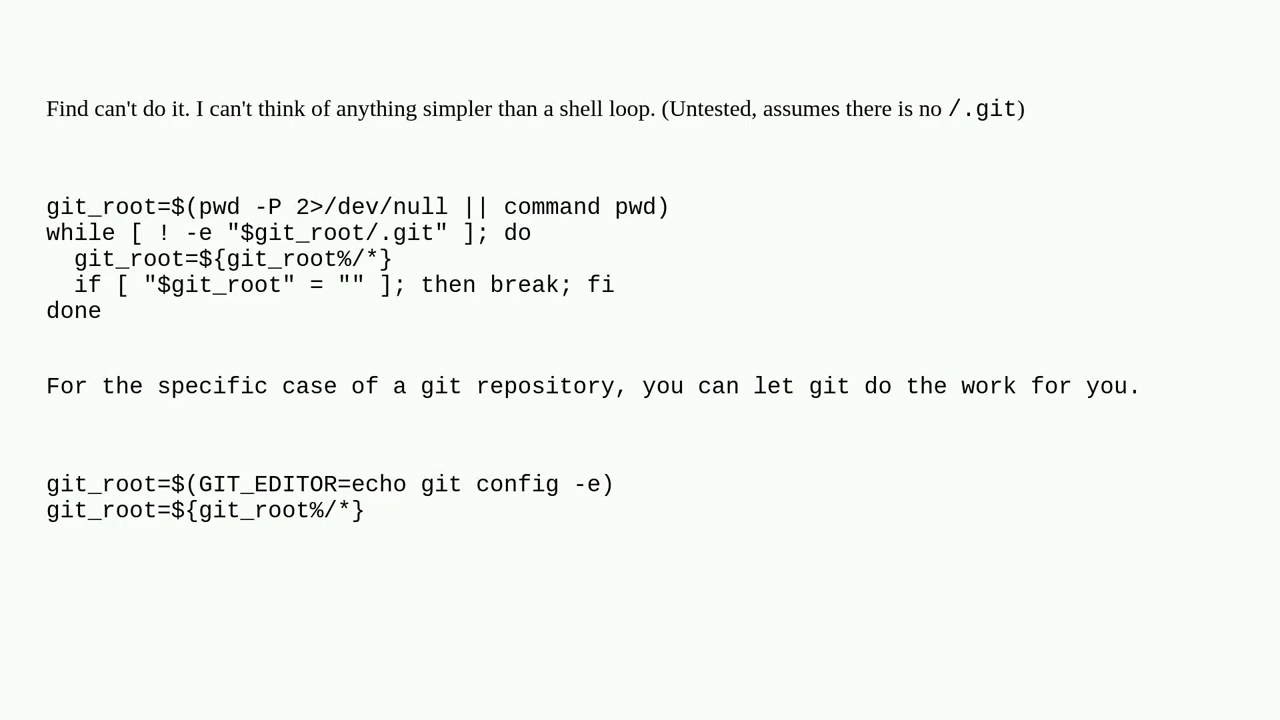 Find can't do it. I can't think of anything simpler than a shell loop. (Untested, assumes there is no /.git)
git_root=$(pwd -P 2>/dev/null || command pwd)
while [ ! -e "$git_root/.git" ]; do
  git_root=${git_root%/*}
  if [ "$git_root" = "" ]; then break; fi
done
For the specific case of a git repository, you can let git do the work for you.
git_root=$(GIT_EDITOR=echo git config -e)
git_root=${git_root%/*}